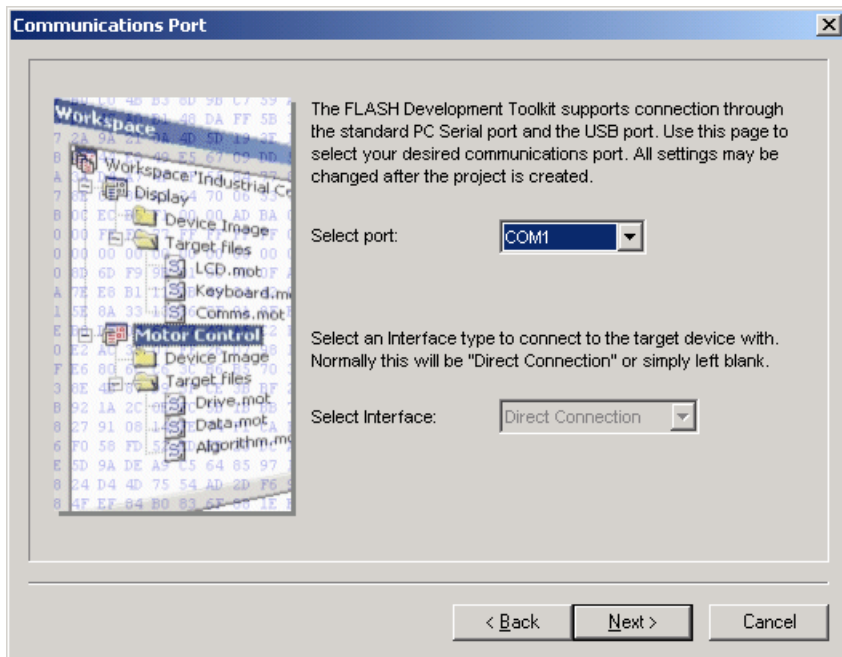 Communications Port
The FLASH Development Toolkit supports connection through
the standard PC Serial port and the USB port. Use this page to
select your desired communications port. All settings may be
changed after the project is created.
Select port:
COM1
Select an Interface type to connect to the target device with.
Normally this will be "Direct Connection" or simply left blank.
Select Interface:
Direct Connection
Workspace
Workspace 'Industrial Co
Display
Device Image
Target files
LCD.mot
Keyboard.m
Comms.mot
Motor Control
Device Image
Target files
Drive.mot
Data.mot
Algorithm.m
< Back
Next >
Cancel